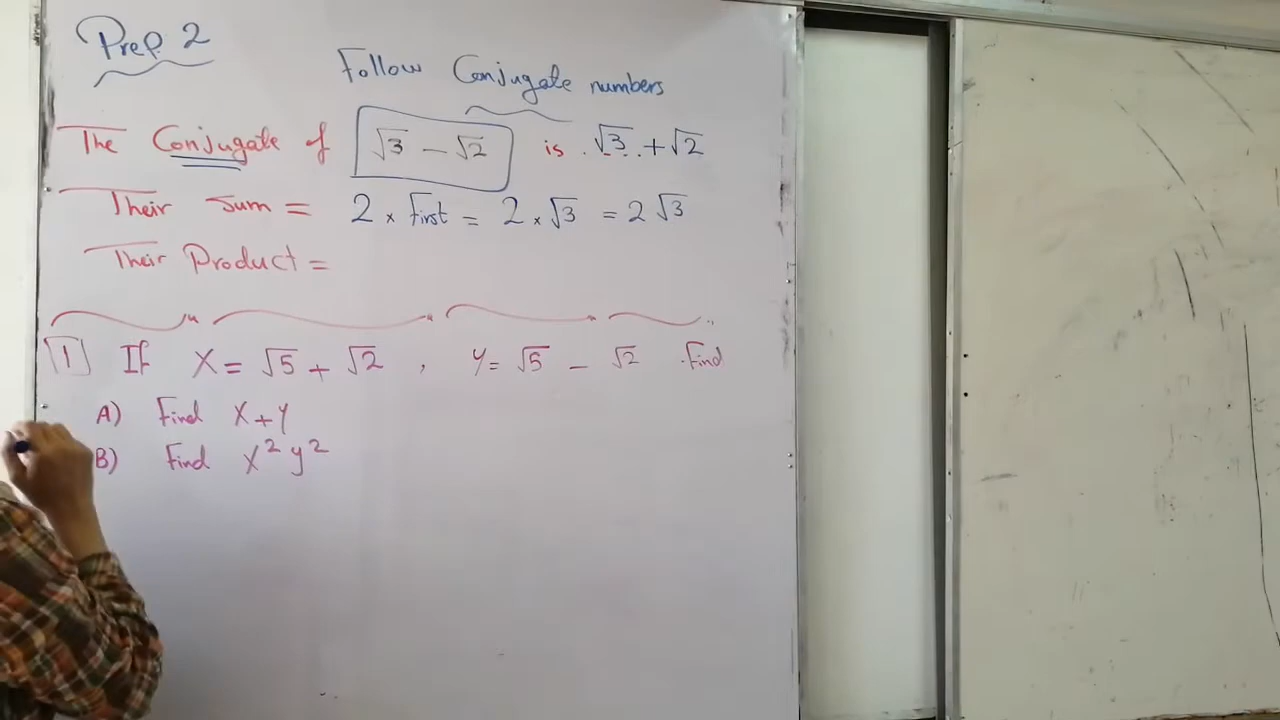 Prep. 2
Follow Conjugate numbers
The Conjugate of √3 − √2 is √3 + √2
Their Sum = 2 × First = 2 × √3 = 2√3
Their Product =
1 If X = √5 + √2 , y = √5 − √2 Find
A) Find X + y
B) Find X² y²